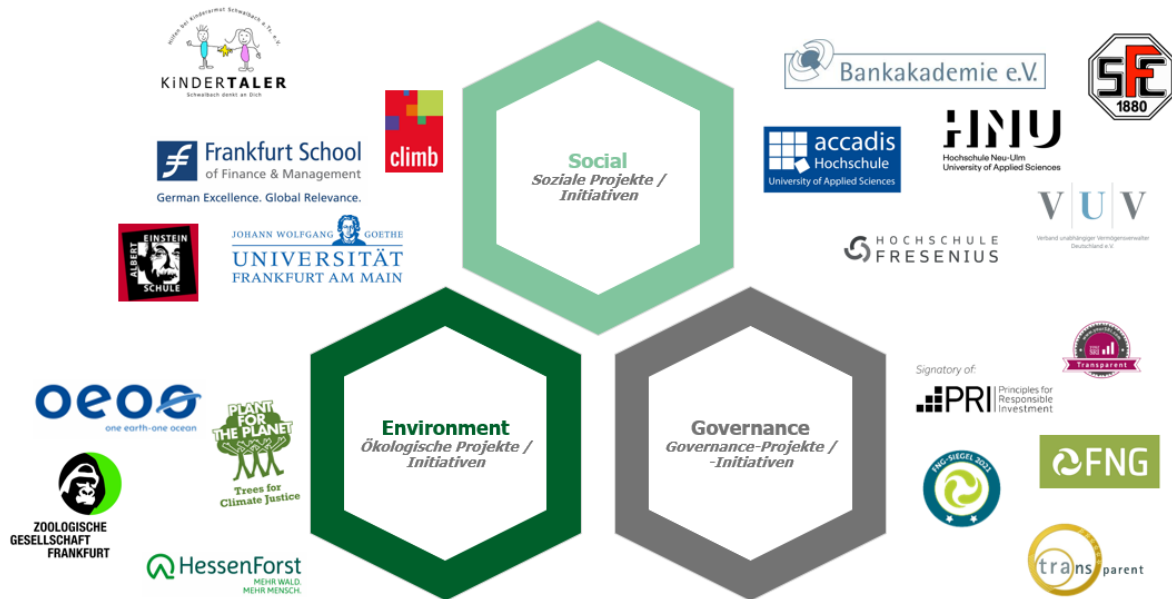 Hilfen bei Kinderarmut Schwalbach a.Ts. e.V.
KiNDERTALER
Schwalbach dankt an Dich
Frankfurt School
of Finance & Management
German Excellence. Global Relevance.
climb
ALBERT
EINSTEIN
SCHULE
JOHANN WOLFGANG GOETHE
UNIVERSITÄT
FRANKFURT AM MAIN
Social
Soziale Projekte /
Initiativen
Bankakademie e.V.
SFC
1880
accadis
Hochschule
University of Applied Sciences
HNU
Hochschule Neu-Ulm
University of Applied Sciences
V U V
Verband unabhängiger Vermögensverwalter
Deutschland e.V.
HOCHSCHULE
FRESENIUS
oeoo
one earth-one ocean
PLANT
FOR
THE PLANET
Trees for
Climate Justice
ZOOLOGISCHE
GESELLSCHAFT
FRANKFURT
HessenForst
MEHR WALD.
MEHR MENSCH.
Environment
Ökologische Projekte /
Initiativen
Governance
Governance-Projekte /
-Initiativen
Transparent
Signatory of:
PRI
Principles for
Responsible
Investment
FNG-SIEGEL 2021
FNG
transparent